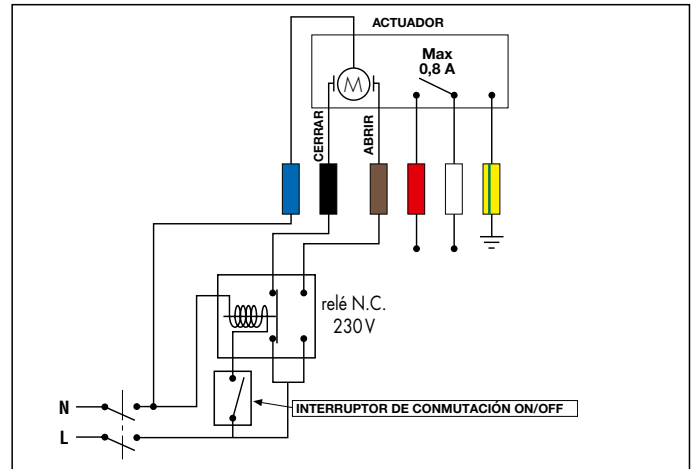 ACTUADOR
Max
0,8 A
M
CERRAR
ABRIR
relé N.C.
230 V
N
INTERRUPTOR DE CONMUTACIÓN ON/OFF
L